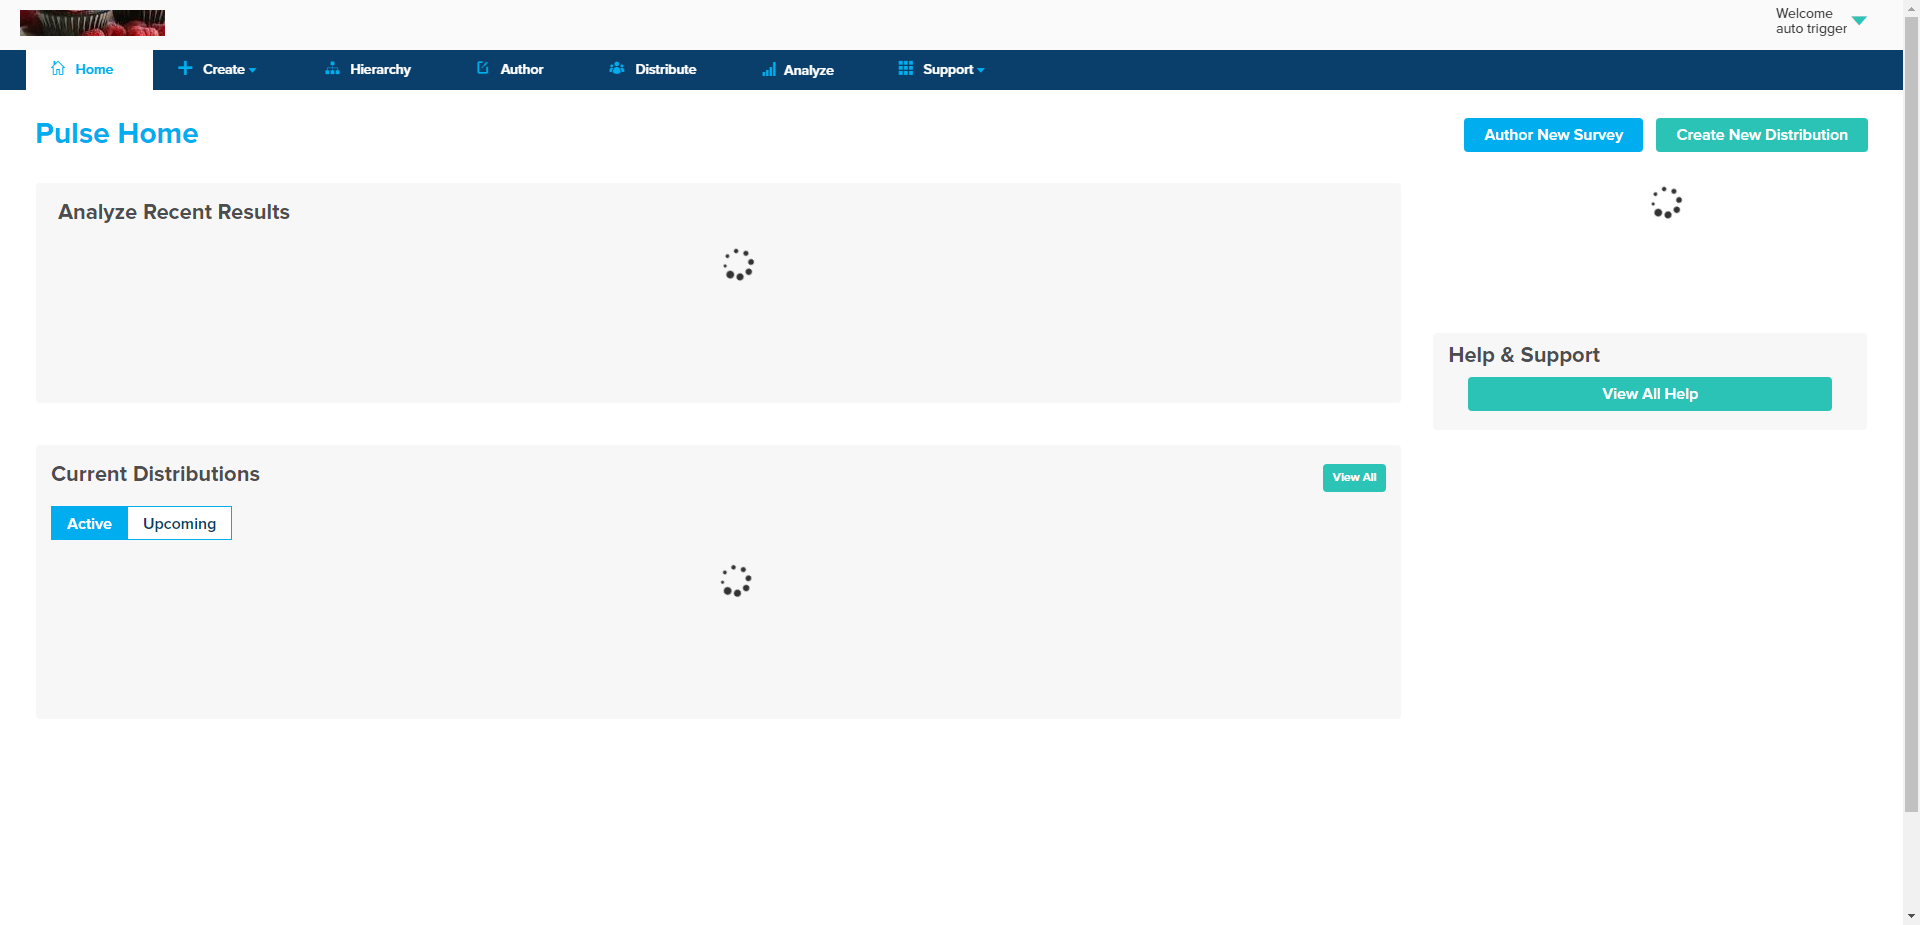 Welcome
auto trigger
Home
Create
Hierarchy
Author
Distribute
Analyze
Support
Pulse Home
Author New Survey
Create New Distribution
Analyze Recent Results
Help & Support
View All Help
Current Distributions
View All
Active
Upcoming